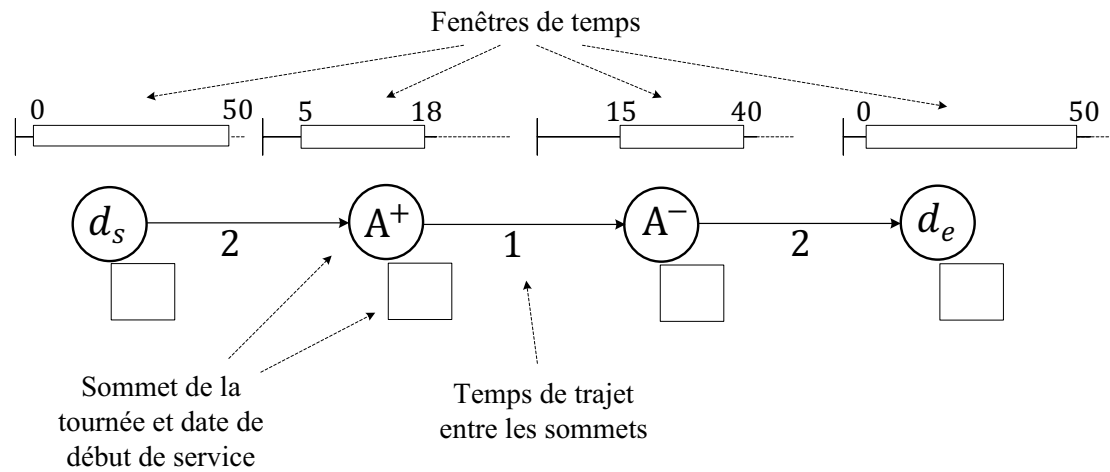 Fenêtres de temps
0 50 5 18 15 40 0 50
d_s A⁺ A⁻ d_e
2 1 2
Sommet de la
tournée et date de
début de service
Temps de trajet
entre les sommets